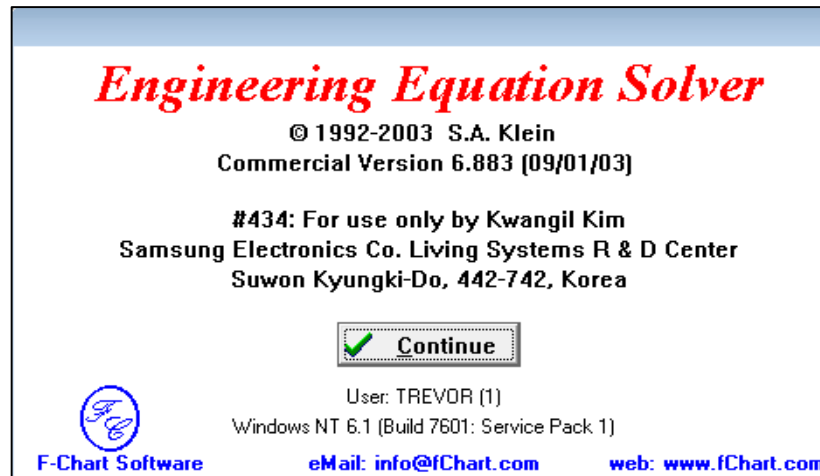 Engineering Equation Solver
© 1992-2003 S.A. Klein
Commercial Version 6.883 (09/01/03)
#434: For use only by Kwangil Kim
Samsung Electronics Co. Living Systems R & D Center
Suwon Kyungki-Do, 442-742, Korea
Continue
User: TREVOR (1)
Windows NT 6.1 (Build 7601: Service Pack 1)
FC
F-Chart Software eMail: info@fChart.com web: www.fChart.com